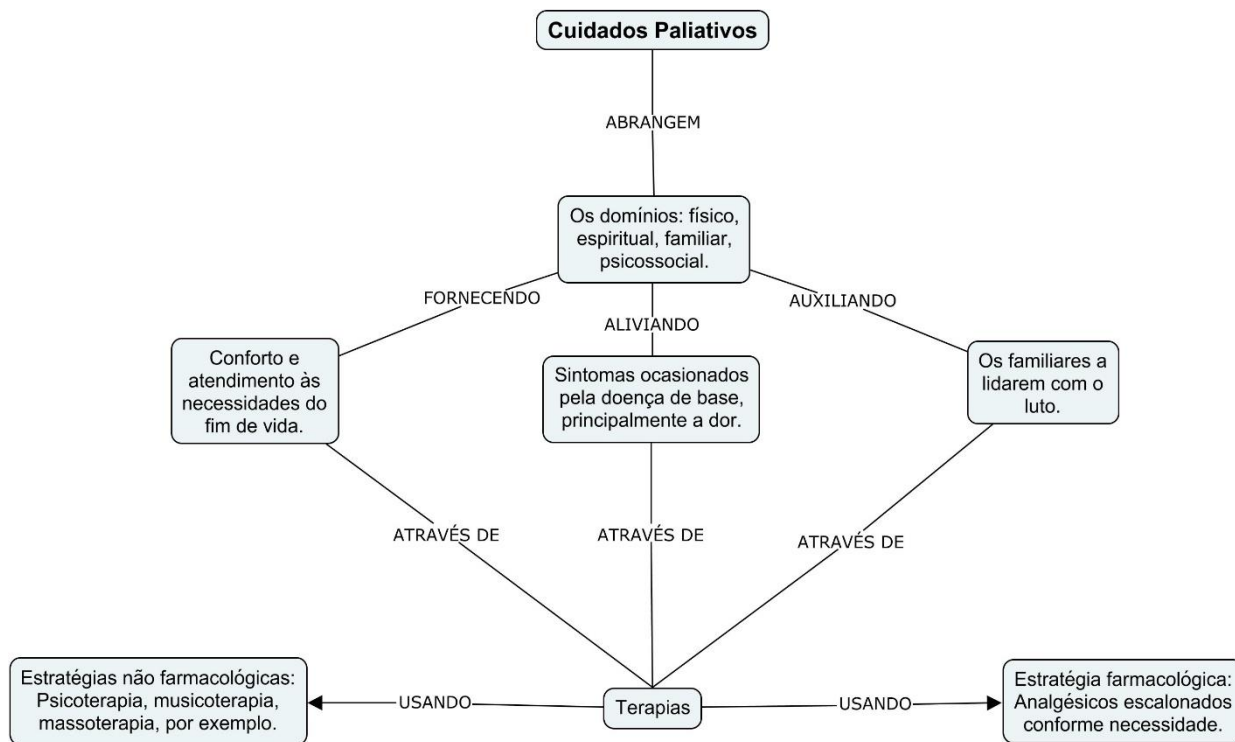 Cuidados Paliativos
ABRANGEM
Os domínios: físico,
espiritual, familiar,
psicossocial.
FORNECENDO
ALIVIANDO
AUXILIANDO
Conforto e
atendimento às
necessidades do
fim de vida.
Sintomas ocasionados
pela doença de base,
principalmente a dor.
Os familiares a
lidarem com o
luto.
ATRAVÉS DE
ATRAVÉS DE
ATRAVÉS DE
Estratégias não farmacológicas:
Psicoterapia, musicoterapia,
massoterapia, por exemplo.
USANDO
Terapias
USANDO
Estratégia farmacológica:
Analgésicos escalonados
conforme necessidade.